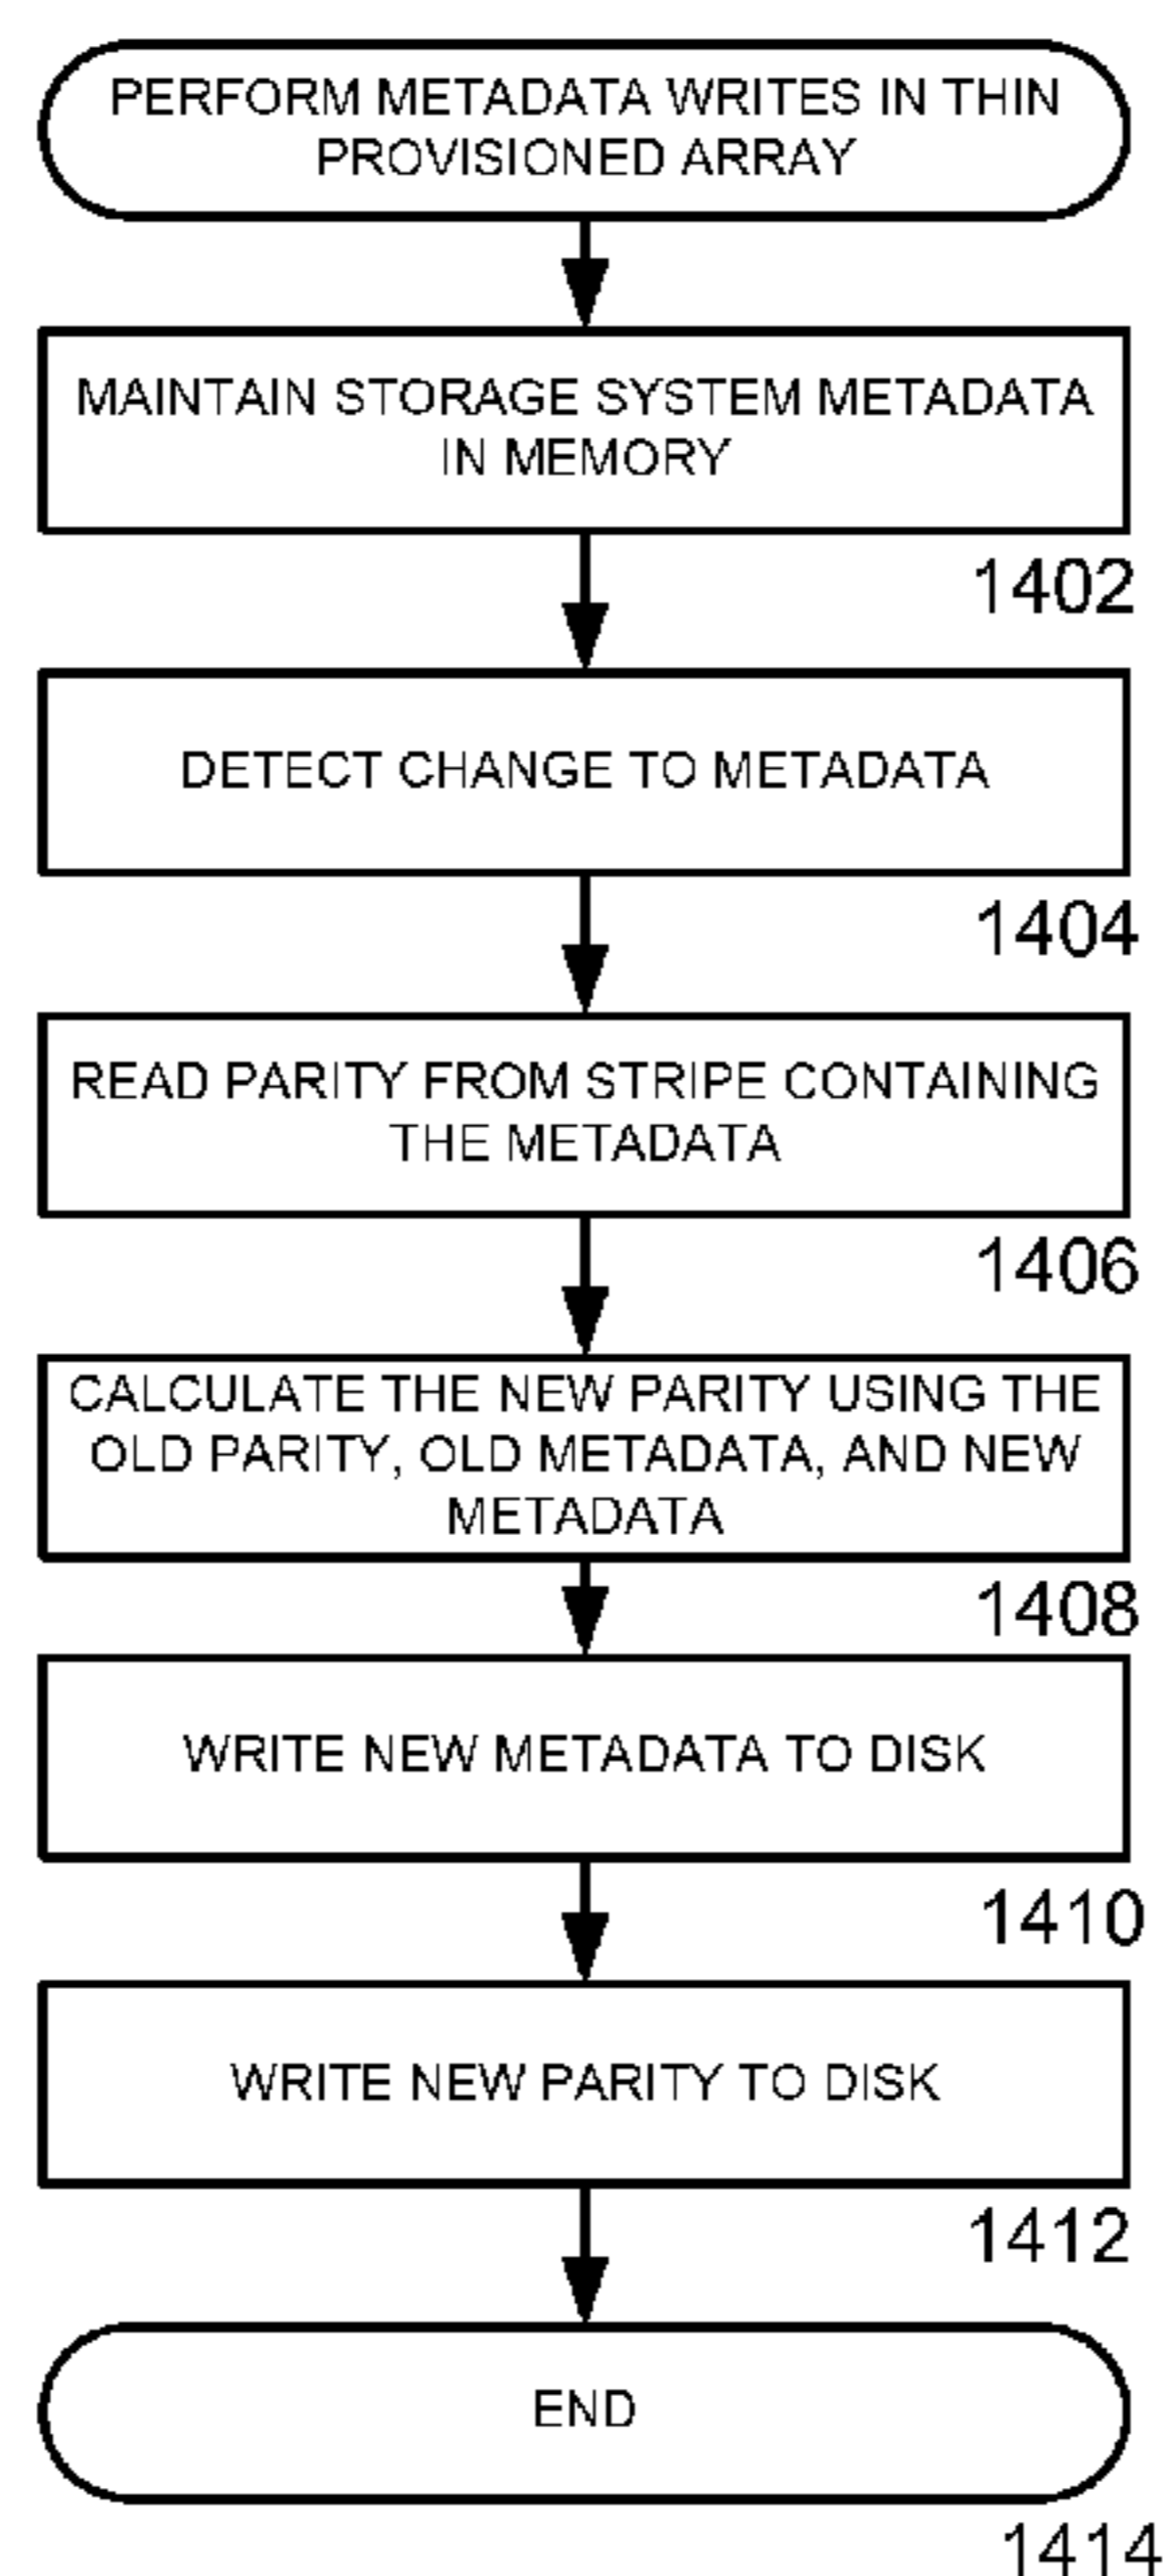 PERFORM METADATA WRITES IN THIN
PROVISIONED ARRAY
MAINTAIN STORAGE SYSTEM METADATA
IN MEMORY
1402
DETECT CHANGE TO METADATA
1404
READ PARITY FROM STRIPE CONTAINING
THE METADATA
1406
CALCULATE THE NEW PARITY USING THE
OLD PARITY, OLD METADATA, AND NEW
METADATA
1408
WRITE NEW METADATA TO DISK
1410
WRITE NEW PARITY TO DISK
1412
END
1414